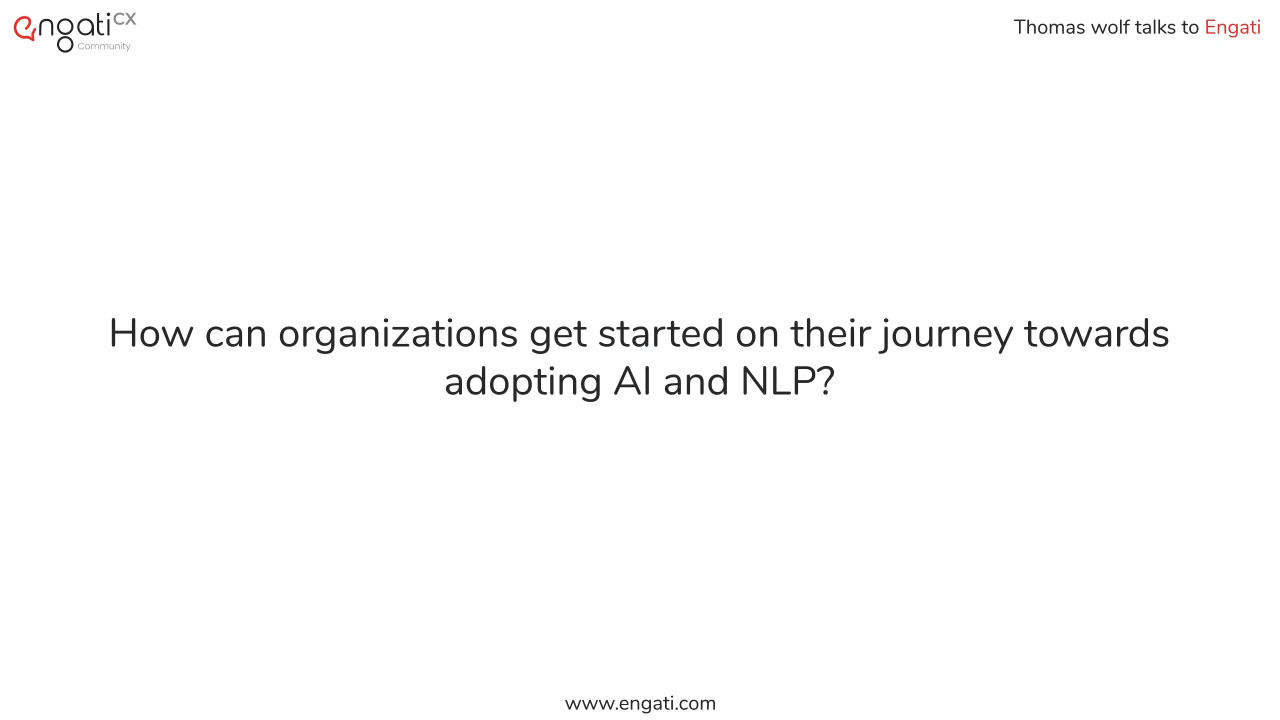 engati CX
Community
Thomas wolf talks to Engati
How can organizations get started on their journey towards
adopting AI and NLP?
www.engati.com